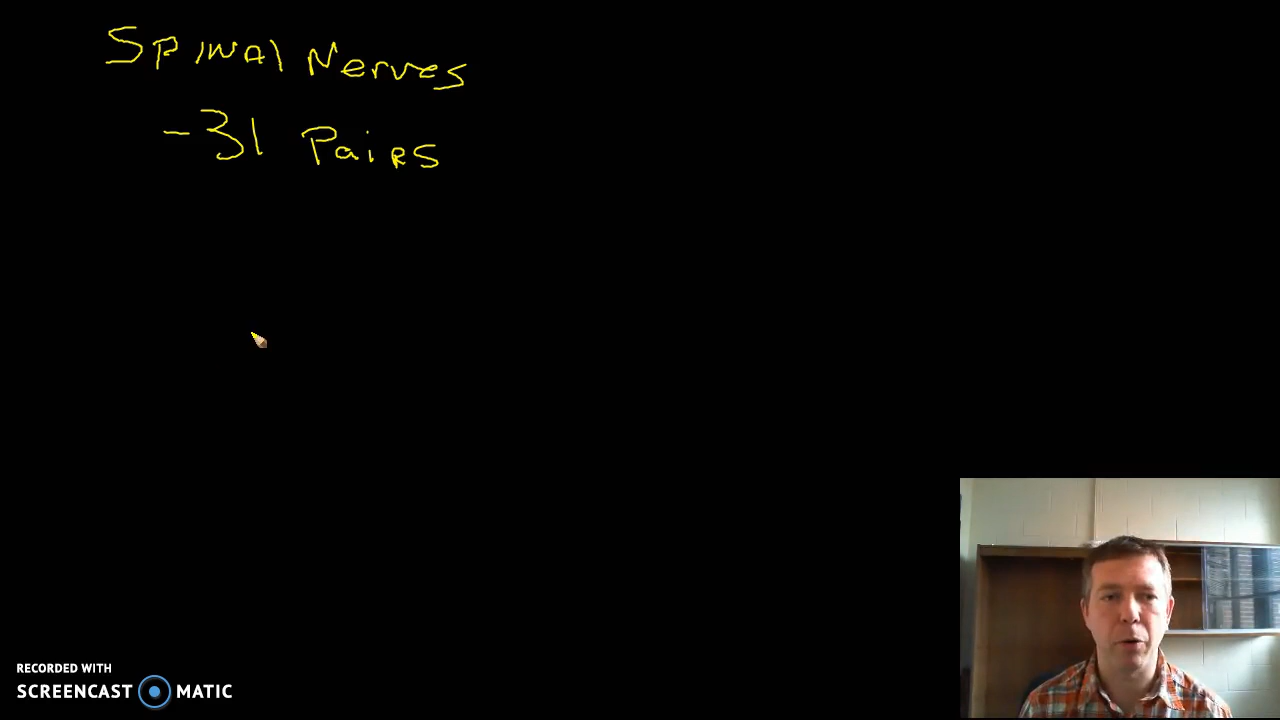 Spinal Nerves
- 31 Pairs
RECORDED WITH
SCREENCAST MATIC